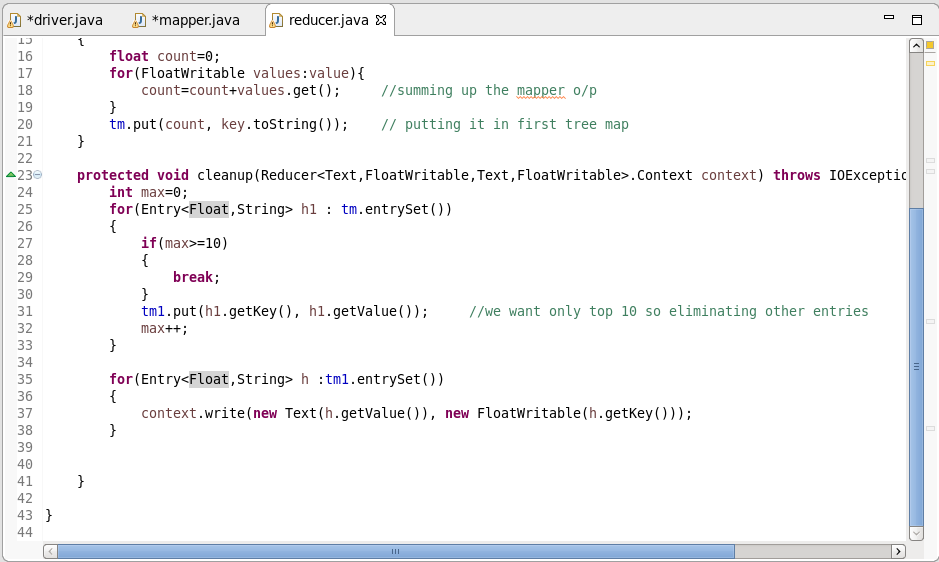 *driver.java *mapper.java reducer.java
15 {
16 float count=0;
17 for(FloatWritable values:value){
18 count=count+values.get(); //summing up the mapper o/p
19 }
20 tm.put(count, key.toString()); // putting it in first tree map
21 }
22
23 protected void cleanup(Reducer<Text,FloatWritable,Text,FloatWritable>.Context context) throws IOExceptio
24 int max=0;
25 for(Entry<Float,String> h1 : tm.entrySet())
26 {
27 if(max>=10)
28 {
29 break;
30 }
31 tm1.put(h1.getKey(), h1.getValue()); //we want only top 10 so eliminating other entries
32 max++;
33 }
34
35 for(Entry<Float,String> h :tm1.entrySet())
36 {
37 context.write(new Text(h.getValue()), new FloatWritable(h.getKey()));
38 }
39
40
41 }
42
43 }
44